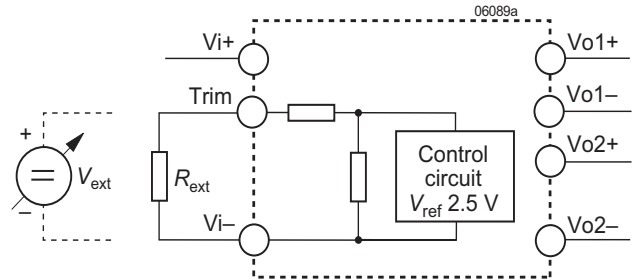 06089a
Vi+
Vo1+
Trim
Vo1–
Vo2+
+
Control
circuit
Vref 2.5 V
Vext
Rext
–
Vi–
Vo2–